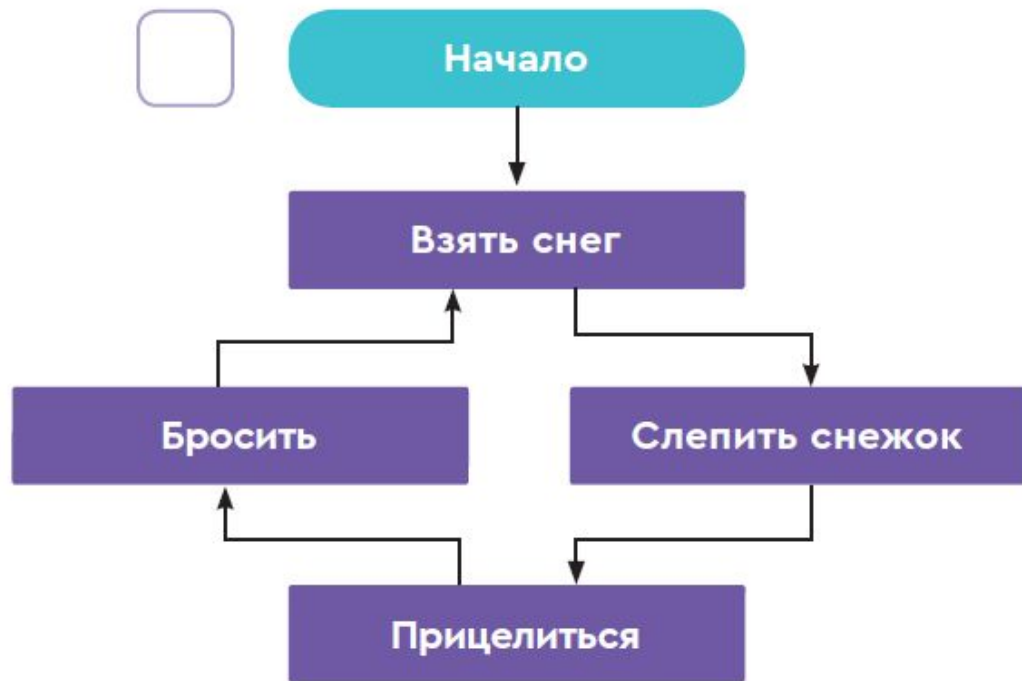 Начало
Взять снег
Бросить
Слепить снежок
Прицелиться